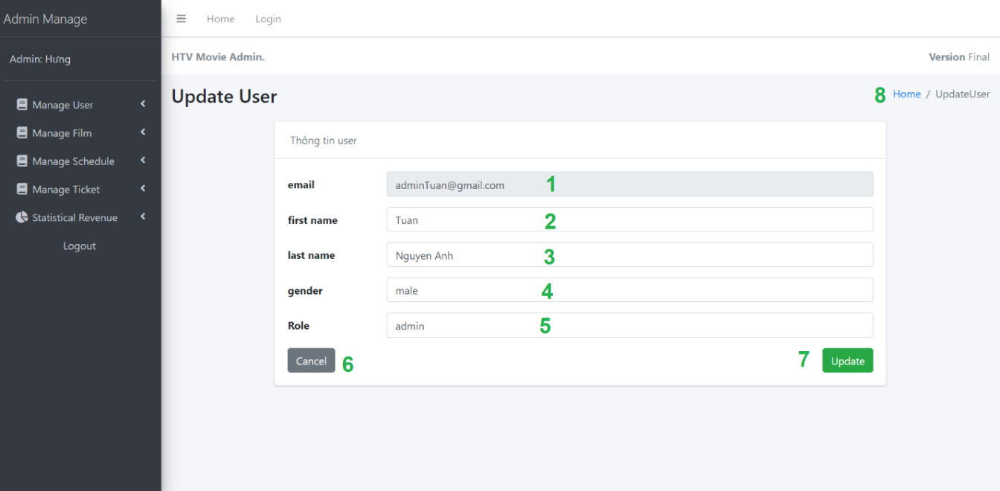 Admin Manage
Home Login
Admin: Hưng
HTV Movie Admin. Version Final
Update User
8 Home / UpdateUser
Manage User
Manage Film
Manage Schedule
Manage Ticket
Statistical Revenue
Logout
Thông tin user
email adminTuan@gmail.com 1
first name Tuan 2
last name Nguyen Anh 3
gender male 4
Role admin 5
Cancel 6 7 Update